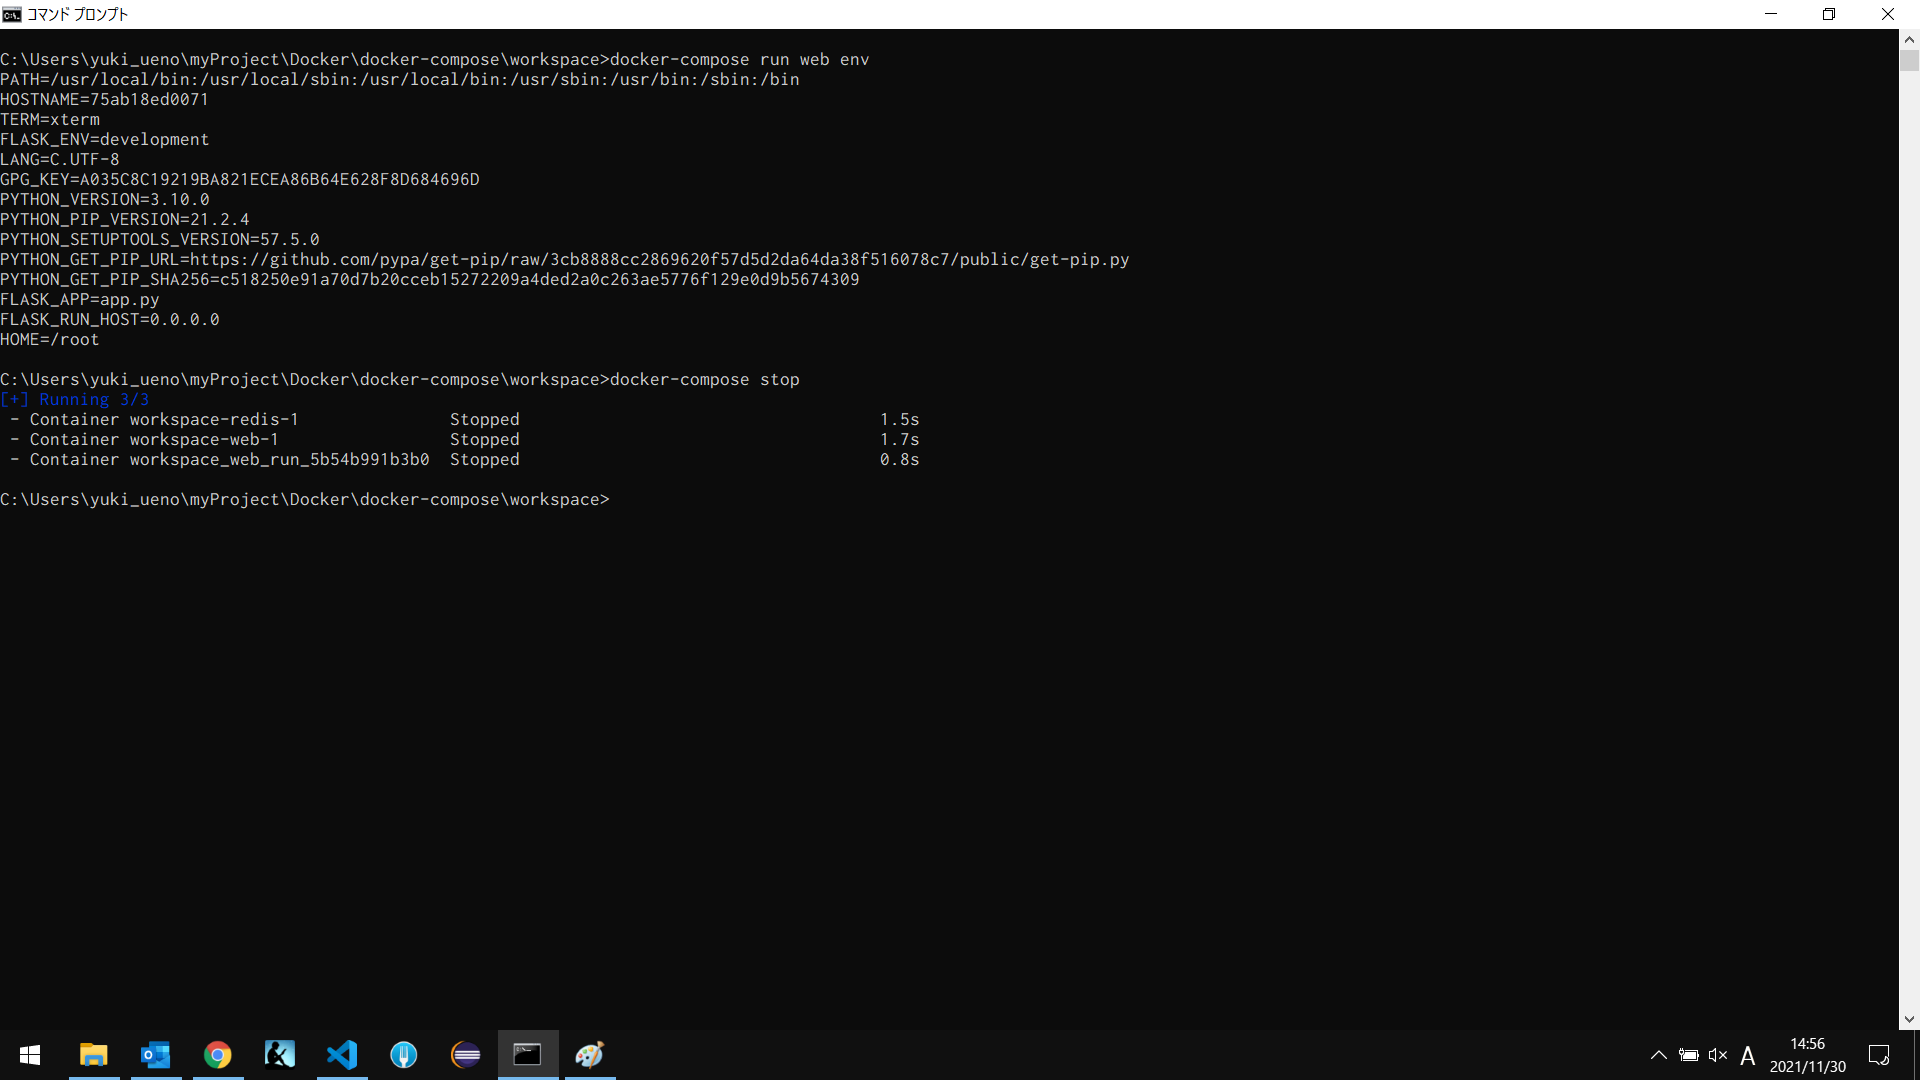 コマンド プロンプト
C:\Users\yuki_ueno\myProject\Docker\docker-compose\workspace>docker-compose run web env
PATH=/usr/local/bin:/usr/local/sbin:/usr/local/bin:/usr/sbin:/usr/bin:/sbin:/bin
HOSTNAME=75ab18ed0071
TERM=xterm
FLASK_ENV=development
LANG=C.UTF-8
GPG_KEY=A035C8C19219BA821ECEA86B64E628F8D684696D
PYTHON_VERSION=3.10.0
PYTHON_PIP_VERSION=21.2.4
PYTHON_SETUPTOOLS_VERSION=57.5.0
PYTHON_GET_PIP_URL=https://github.com/pypa/get-pip/raw/3cb8888cc2869620f57d5d2da64da38f516078c7/public/get-pip.py
PYTHON_GET_PIP_SHA256=c518250e91a70d7b20cceb15272209a4ded2a0c263ae5776f129e0d9b5674309
FLASK_APP=app.py
FLASK_RUN_HOST=0.0.0.0
HOME=/root
C:\Users\yuki_ueno\myProject\Docker\docker-compose\workspace>docker-compose stop
[+] Running 3/3
- Container workspace-redis-1 Stopped 1.5s
- Container workspace-web-1 Stopped 1.7s
- Container workspace_web_run_5b54b991b3b0 Stopped 0.8s
C:\Users\yuki_ueno\myProject\Docker\docker-compose\workspace>
A
14:56
2021/11/30